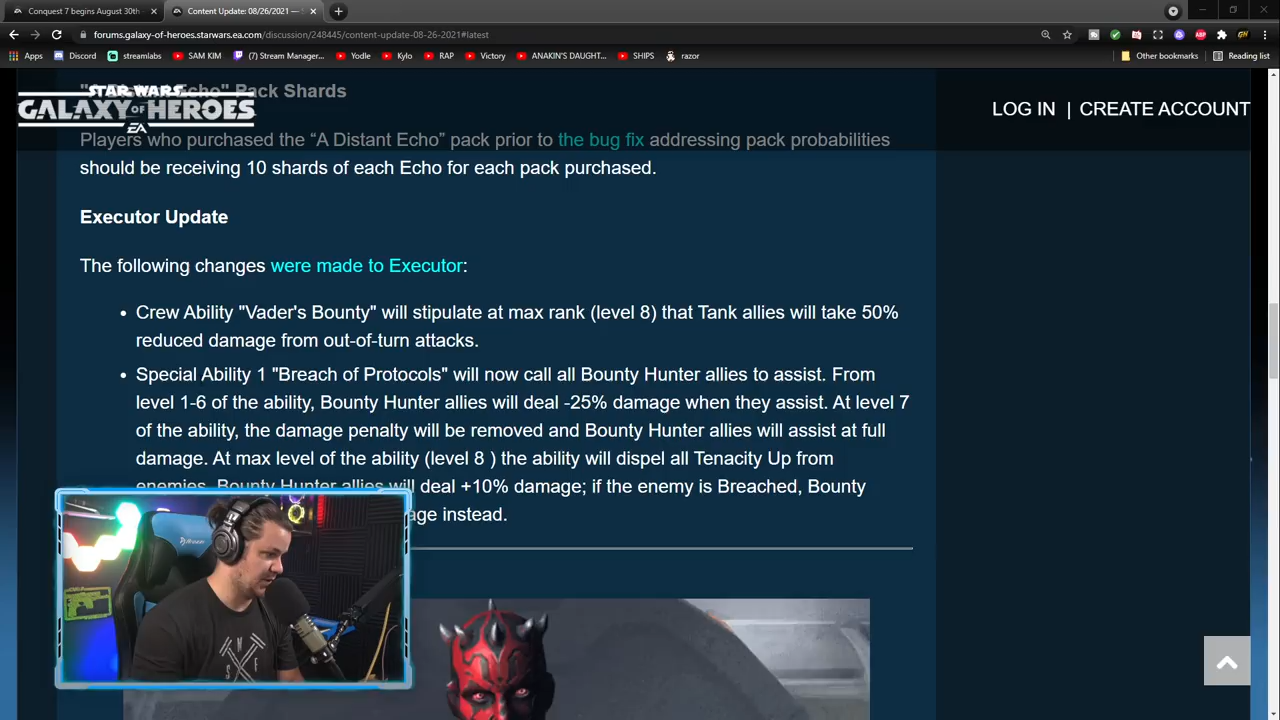 Conquest 7 begins August 30th
Content Update: 08/26/2021 —
forums.galaxy-of-heroes.starwars.ea.com/discussion/248445/content-update-08-26-2021#latest
Apps Discord streamlabs SAM KIM (7) Stream Manager... Yodle Kylo RAP Victory ANAKIN'S DAUGHT... SHIPS razor Other bookmarks Reading list
Echo" Pack Shards
STAR WARS
GALAXY OF HEROES
EA
LOG IN | CREATE ACCOUNT
Players who purchased the “A Distant Echo” pack prior to the bug fix addressing pack probabilities
should be receiving 10 shards of each Echo for each pack purchased.
Executor Update
The following changes were made to Executor:
• Crew Ability "Vader's Bounty" will stipulate at max rank (level 8) that Tank allies will take 50%
reduced damage from out-of-turn attacks.
• Special Ability 1 "Breach of Protocols" will now call all Bounty Hunter allies to assist. From
level 1-6 of the ability, Bounty Hunter allies will deal -25% damage when they assist. At level 7
of the ability, the damage penalty will be removed and Bounty Hunter allies will assist at full
damage. At max level of the ability (level 8 ) the ability will dispel all Tenacity Up from
enemies. Bounty Hunter allies will deal +10% damage; if the enemy is Breached, Bounty
age instead.